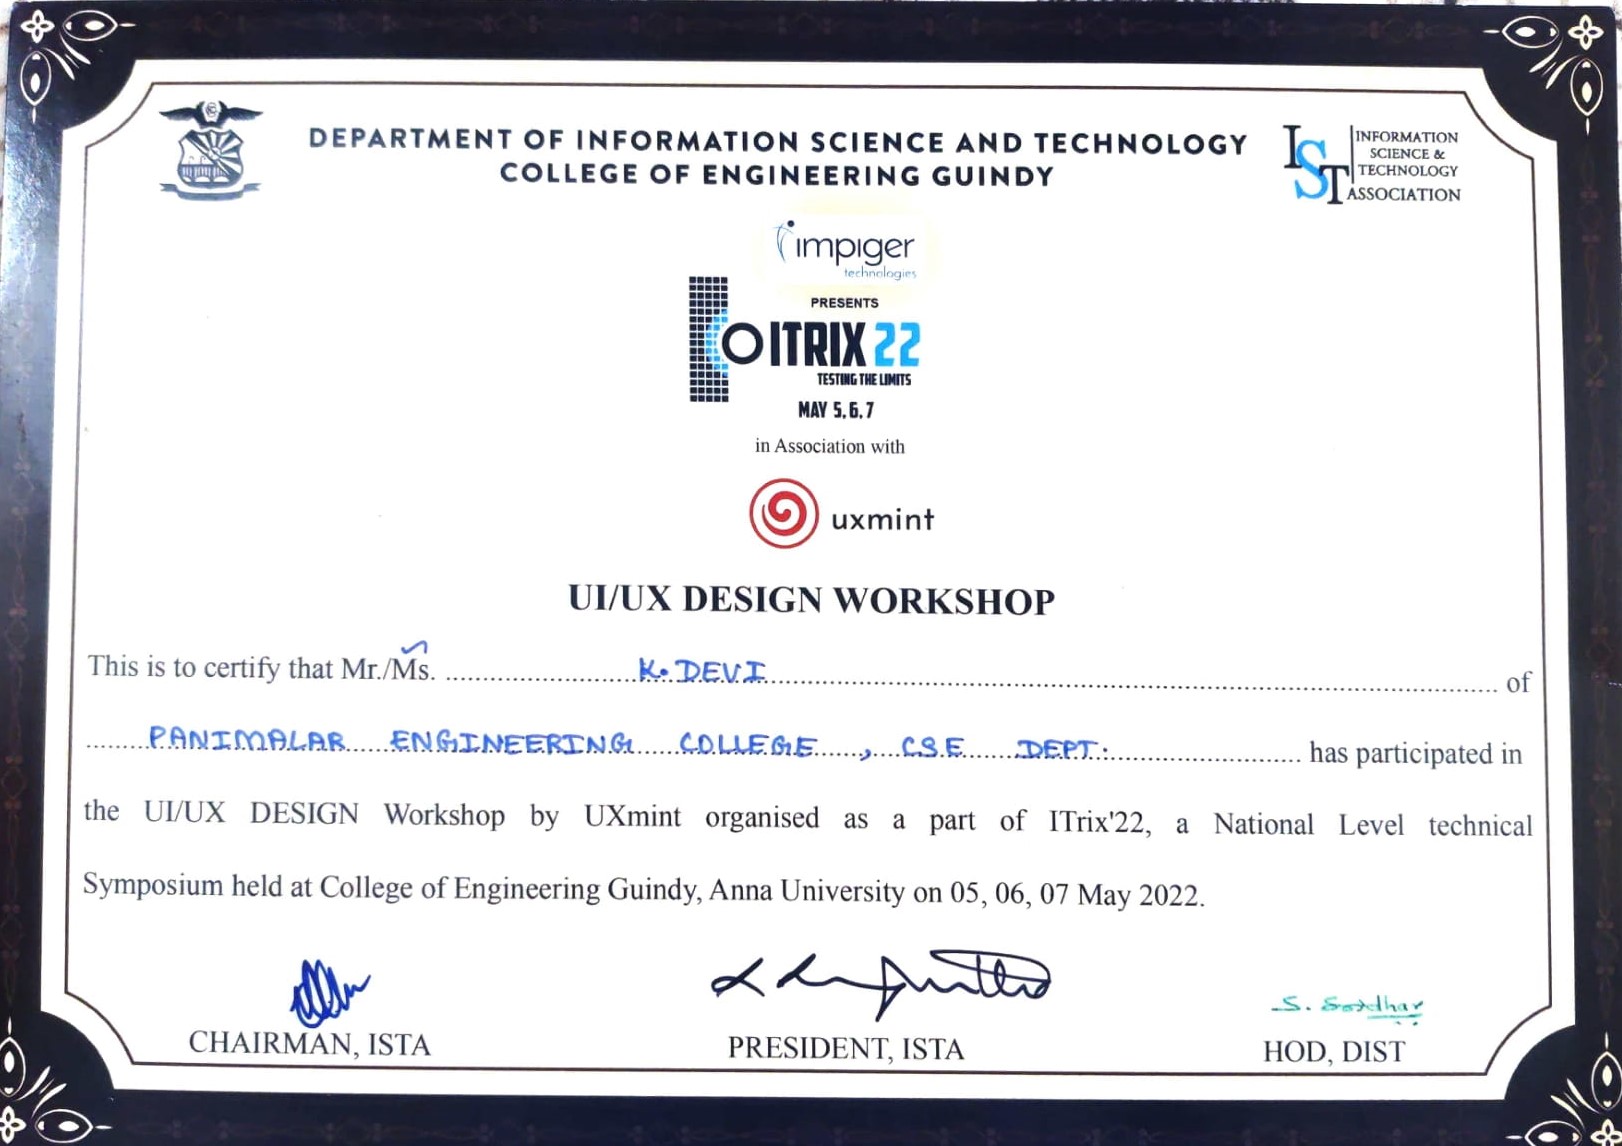 DEPARTMENT OF INFORMATION SCIENCE AND TECHNOLOGY
COLLEGE OF ENGINEERING GUINDY
IST INFORMATION
SCIENCE &
TECHNOLOGY
ASSOCIATION
impiger
technologies
PRESENTS
ITRIX 22
TESTING THE LIMITS
MAY 5, 6, 7
in Association with
uxmint
UI/UX DESIGN WORKSHOP
This is to certify that Mr./Ms. K. DEVI of
PANIMALAR ENGINEERING COLLEGE, CSE DEPT. has participated in
the UI/UX DESIGN Workshop by UXmint organised as a part of ITrix'22, a National Level technical
Symposium held at College of Engineering Guindy, Anna University on 05, 06, 07 May 2022.
S.
CHAIRMAN, ISTA PRESIDENT, ISTA HOD, DIST